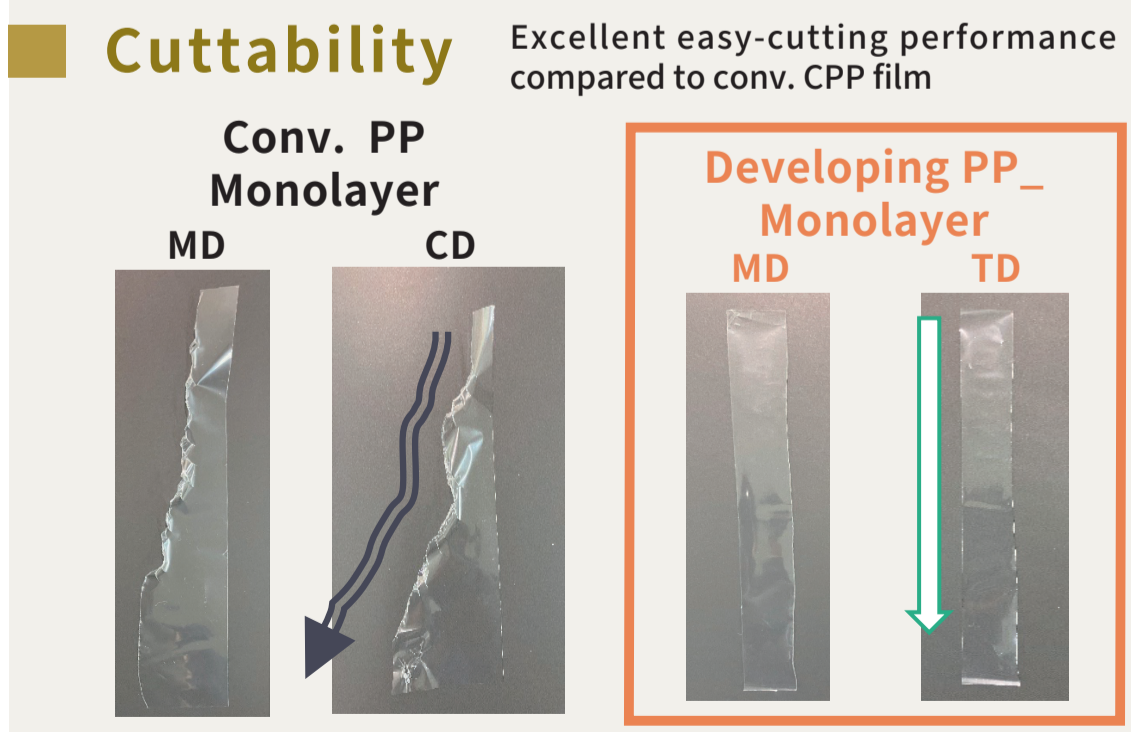 Cuttability
Excellent easy-cutting performance
compared to conv. CPP film
Conv. PP
Monolayer
MD
CD
Developing PP_
Monolayer
MD
TD